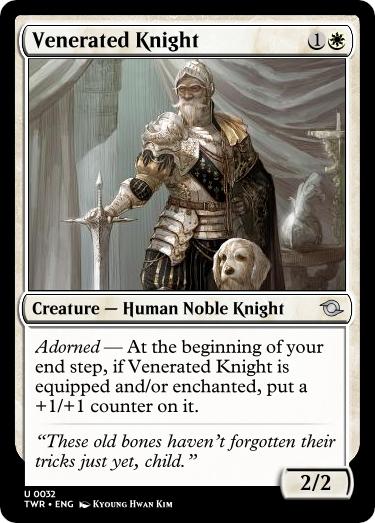 Venerated Knight 1
Creature — Human Noble Knight
Adorned — At the beginning of your
end step, if Venerated Knight is
equipped and/or enchanted, put a
+1/+1 counter on it.
“These old bones haven’t forgotten their
tricks just yet, child.”
2/2
U 0032
TWR • ENG Kyoung Hwan Kim